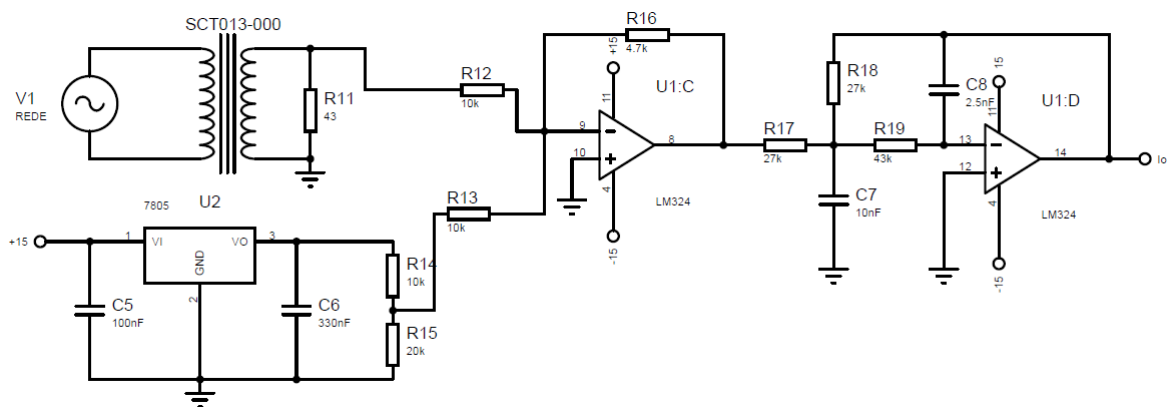 SCT013-000
V1
REDE
R11
43
R12
10k
R16
4.7k
+15
11
U1:C
9
10
8
4
LM324
-15
R13
10k
R17
27k
R18
27k
R19
43k
C7
10nF
C8
2.5nF
15
11
U1:D
13
12
14
4
LM324
-15
Io
7805
U2
+15
1
VI
VO
3
GND
2
C5
100nF
C6
330nF
R14
10k
R15
20k